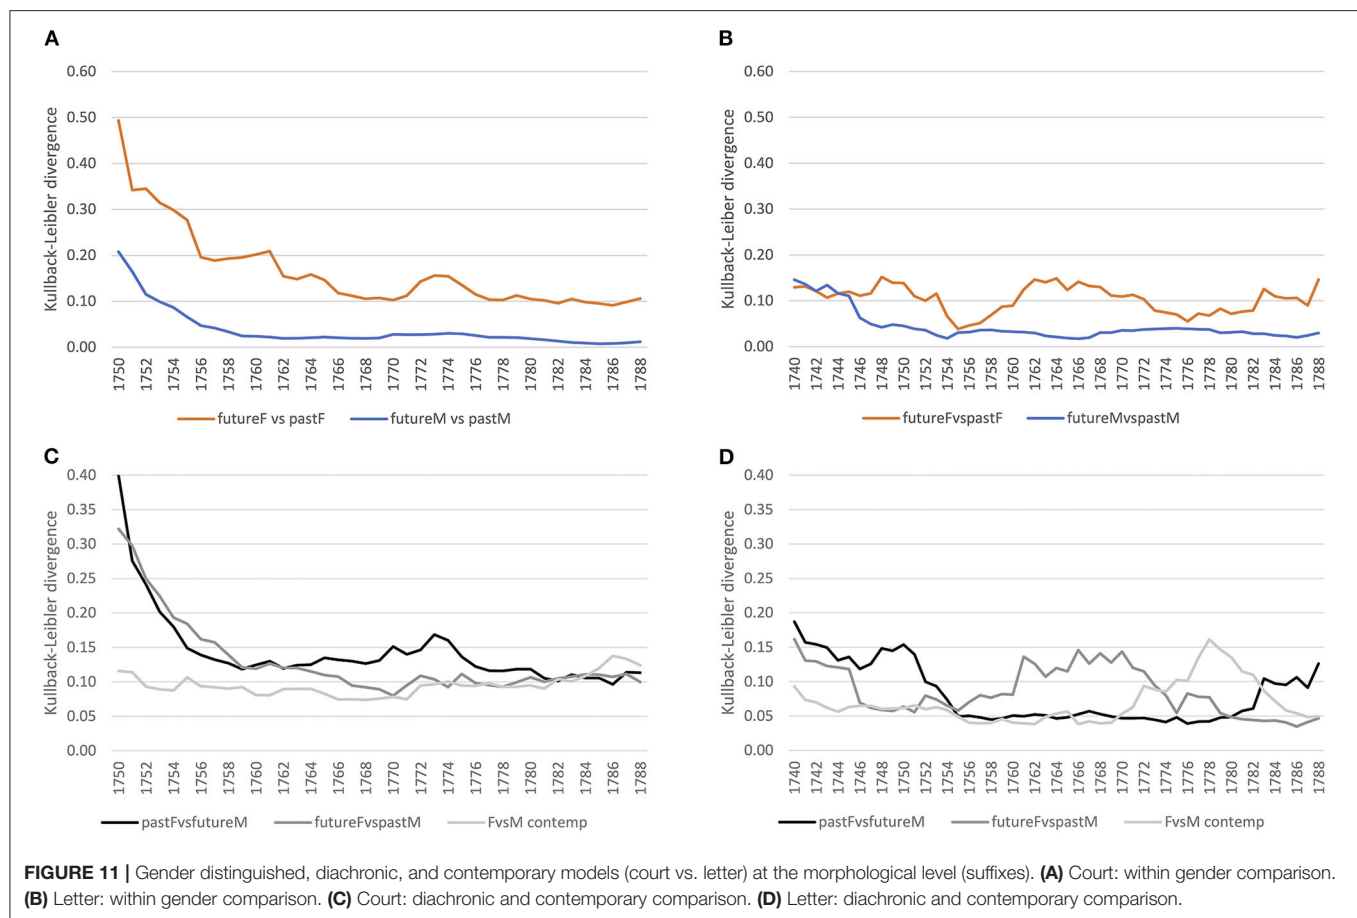 A
0.60
0.50
0.40
0.30
0.20
0.10
0.00
Kullback-Leibler divergence
1750 1752 1754 1756 1758 1760 1762 1764 1766 1768 1770 1772 1774 1776 1778 1780 1782 1784 1786 1788
futureF vs pastF futureM vs pastM
B
0.60
0.50
0.40
0.30
0.20
0.10
0.00
Kullback-Leiber divergence
1740 1742 1744 1746 1748 1750 1752 1754 1756 1758 1760 1762 1764 1766 1768 1770 1772 1774 1776 1778 1780 1782 1784 1786 1788
futureFvspastF futureMvspastM
C
0.40
0.35
0.30
0.25
0.20
0.15
0.10
0.05
0.00
Kullback-Leibler divergence
1750 1752 1754 1756 1758 1760 1762 1764 1766 1768 1770 1772 1774 1776 1778 1780 1782 1784 1786 1788
pastFvsfutureM futureFvspastM FvsM contemp
D
0.40
0.35
0.30
0.25
0.20
0.15
0.10
0.05
0.00
Kullback-Leibler divergence
1740 1742 1744 1746 1748 1750 1752 1754 1756 1758 1760 1762 1764 1766 1768 1770 1772 1774 1776 1778 1780 1782 1784 1786 1788
pastFvsfutureM futureFvspastM FvsM contemp
FIGURE 11 | Gender distinguished, diachronic, and contemporary models (court vs. letter) at the morphological level (suffixes). (A) Court: within gender comparison.
(B) Letter: within gender comparison. (C) Court: diachronic and contemporary comparison. (D) Letter: diachronic and contemporary comparison.